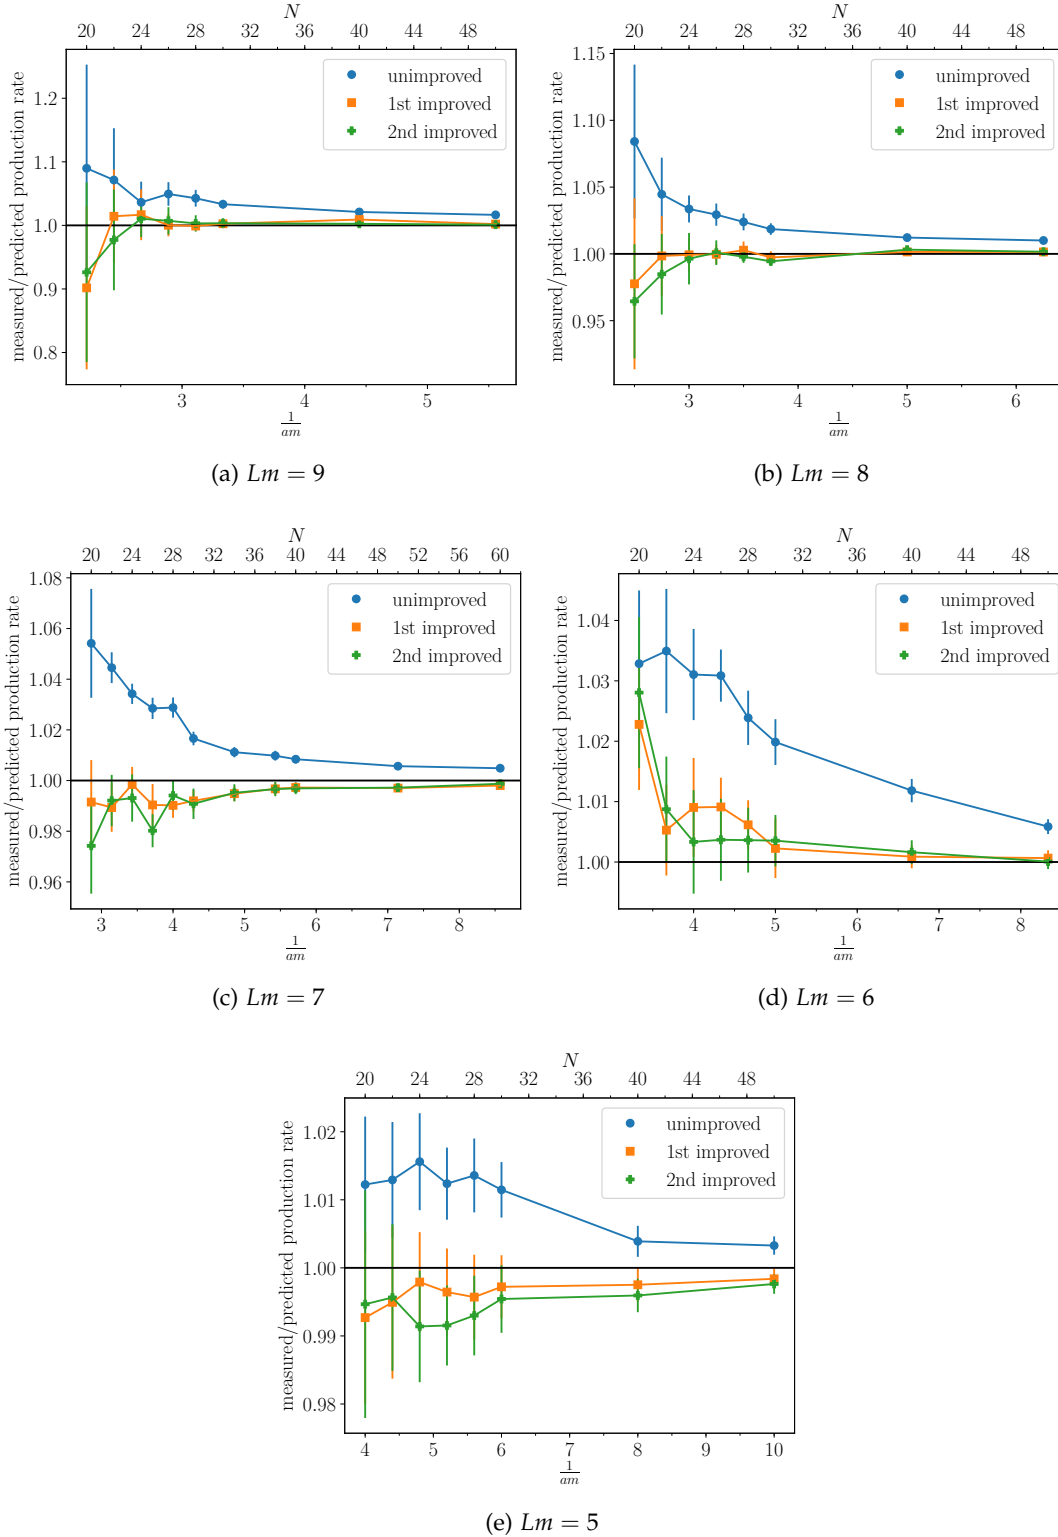 N
20 24 28 32 36 40 44 48
measured/predicted production rate
1.2
1.1
1.0
0.9
0.8
unimproved
1st improved
2nd improved
3 4 5
1
am
(a) Lm = 9
N
20 24 28 32 36 40 44 48
measured/predicted production rate
1.15
1.10
1.05
1.00
0.95
unimproved
1st improved
2nd improved
3 4 5 6
1
am
(b) Lm = 8
N
20 24 28 32 36 40 44 48 52 56 60
measured/predicted production rate
1.08
1.06
1.04
1.02
1.00
0.98
0.96
unimproved
1st improved
2nd improved
3 4 5 6 7 8
1
am
(c) Lm = 7
N
20 24 28 32 36 40 44 48
measured/predicted production rate
1.04
1.03
1.02
1.01
1.00
unimproved
1st improved
2nd improved
4 5 6 7 8
1
am
(d) Lm = 6
N
20 24 28 32 36 40 44 48
measured/predicted production rate
1.02
1.01
1.00
0.99
0.98
unimproved
1st improved
2nd improved
4 5 6 7 8 9 10
1
am
(e) Lm = 5